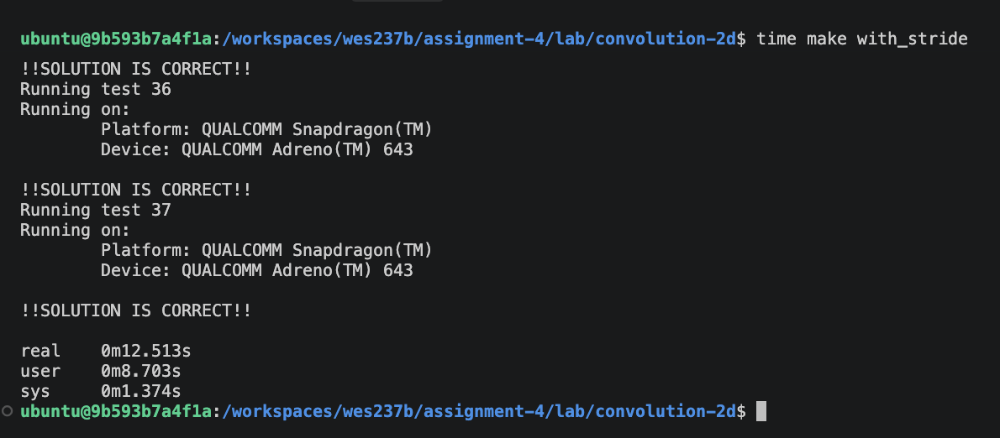 ubuntu@9b593b7a4f1a:/workspaces/wes237b/assignment-4/lab/convolution-2d$ time make with_stride
!!SOLUTION IS CORRECT!!
Running test 36
Running on:
        Platform: QUALCOMM Snapdragon(TM)
        Device: QUALCOMM Adreno(TM) 643

!!SOLUTION IS CORRECT!!
Running test 37
Running on:
        Platform: QUALCOMM Snapdragon(TM)
        Device: QUALCOMM Adreno(TM) 643

!!SOLUTION IS CORRECT!!

real    0m12.513s
user    0m8.703s
sys     0m1.374s
ubuntu@9b593b7a4f1a:/workspaces/wes237b/assignment-4/lab/convolution-2d$